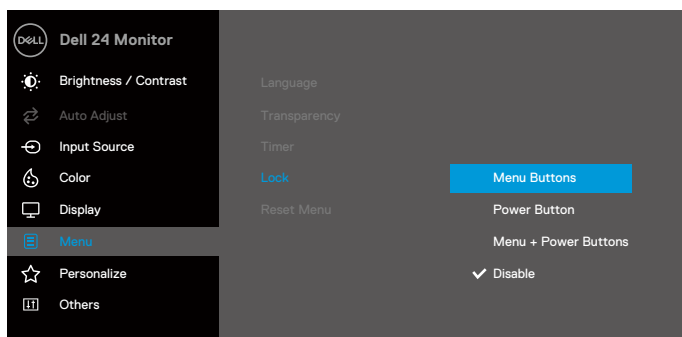 DELL Dell 24 Monitor
Brightness / Contrast
Auto Adjust
Input Source
Color
Display
Menu
Personalize
Others
Language
Transparency
Timer
Lock
Reset Menu
Menu Buttons
Power Button
Menu + Power Buttons
Disable